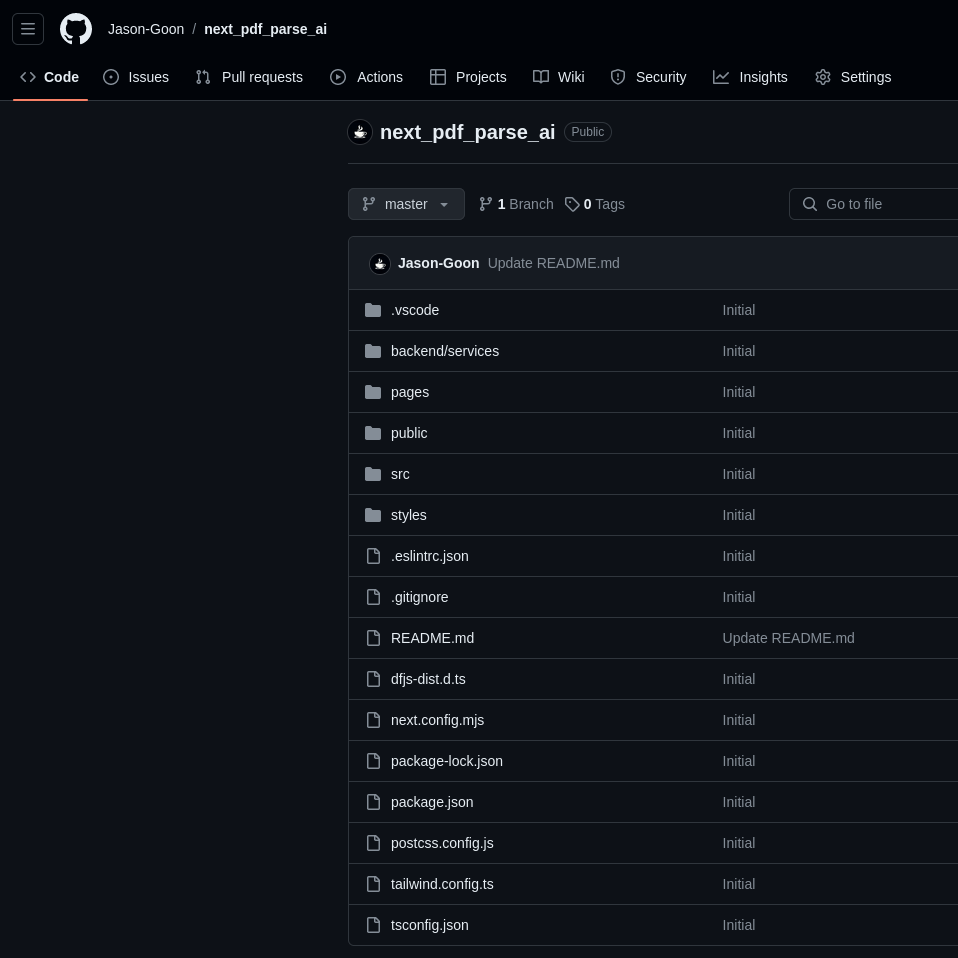 Jason-Goon / next_pdf_parse_ai
Code Issues Pull requests Actions Projects Wiki Security Insights Settings
next_pdf_parse_ai Public
master 1 Branch 0 Tags Go to file
Jason-Goon Update README.md
.vscode Initial
backend/services Initial
pages Initial
public Initial
src Initial
styles Initial
.eslintrc.json Initial
.gitignore Initial
README.md Update README.md
dfjs-dist.d.ts Initial
next.config.mjs Initial
package-lock.json Initial
package.json Initial
postcss.config.js Initial
tailwind.config.ts Initial
tsconfig.json Initial